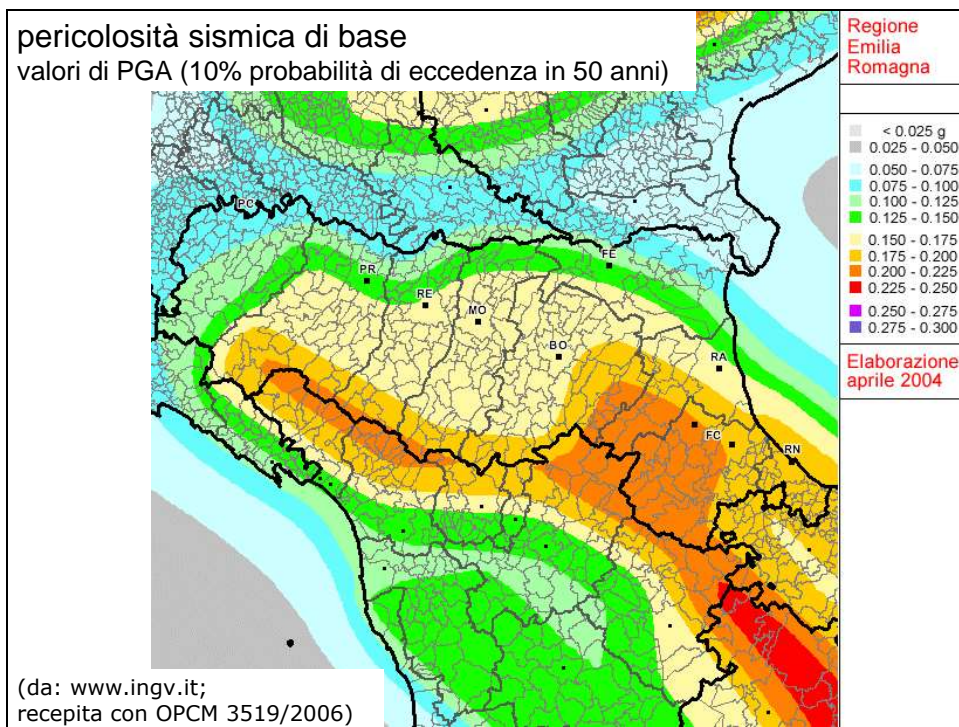 pericolosità sismica di base
valori di PGA (10% probabilità di eccedenza in 50 anni)
Regione
Emilia
Romagna
< 0.025 g
0.025 - 0.050
0.050 - 0.075
0.075 - 0.100
0.100 - 0.125
0.125 - 0.150
0.150 - 0.175
0.175 - 0.200
0.200 - 0.225
0.225 - 0.250
0.250 - 0.275
0.275 - 0.300
Elaborazione
aprile 2004
PC
PR
RE
MO
FE
BO
RA
FC
RN
(da: www.ingv.it;
recepita con OPCM 3519/2006)